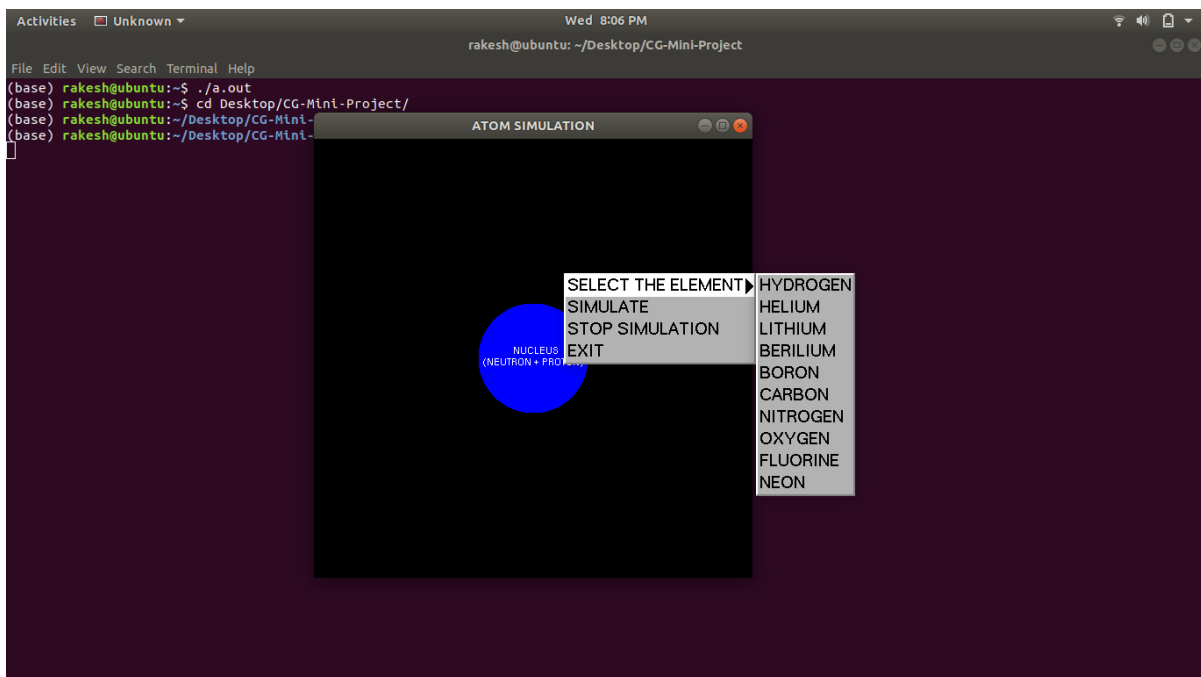 Activities Unknown Wed 8:06 PM
rakesh@ubuntu: ~/Desktop/CG-Mini-Project
File Edit View Search Terminal Help
(base) rakesh@ubuntu:~$ ./a.out
(base) rakesh@ubuntu:~$ cd Desktop/CG-Mini-Project/
(base) rakesh@ubuntu:~/Desktop/CG-Mini-
(base) rakesh@ubuntu:~/Desktop/CG-Mini-
ATOM SIMULATION
NUCLEUS
(NEUTRON + PROTON)
SELECT THE ELEMENT
SIMULATE
STOP SIMULATION
EXIT
HYDROGEN
HELIUM
LITHIUM
BERILIUM
BORON
CARBON
NITROGEN
OXYGEN
FLUORINE
NEON